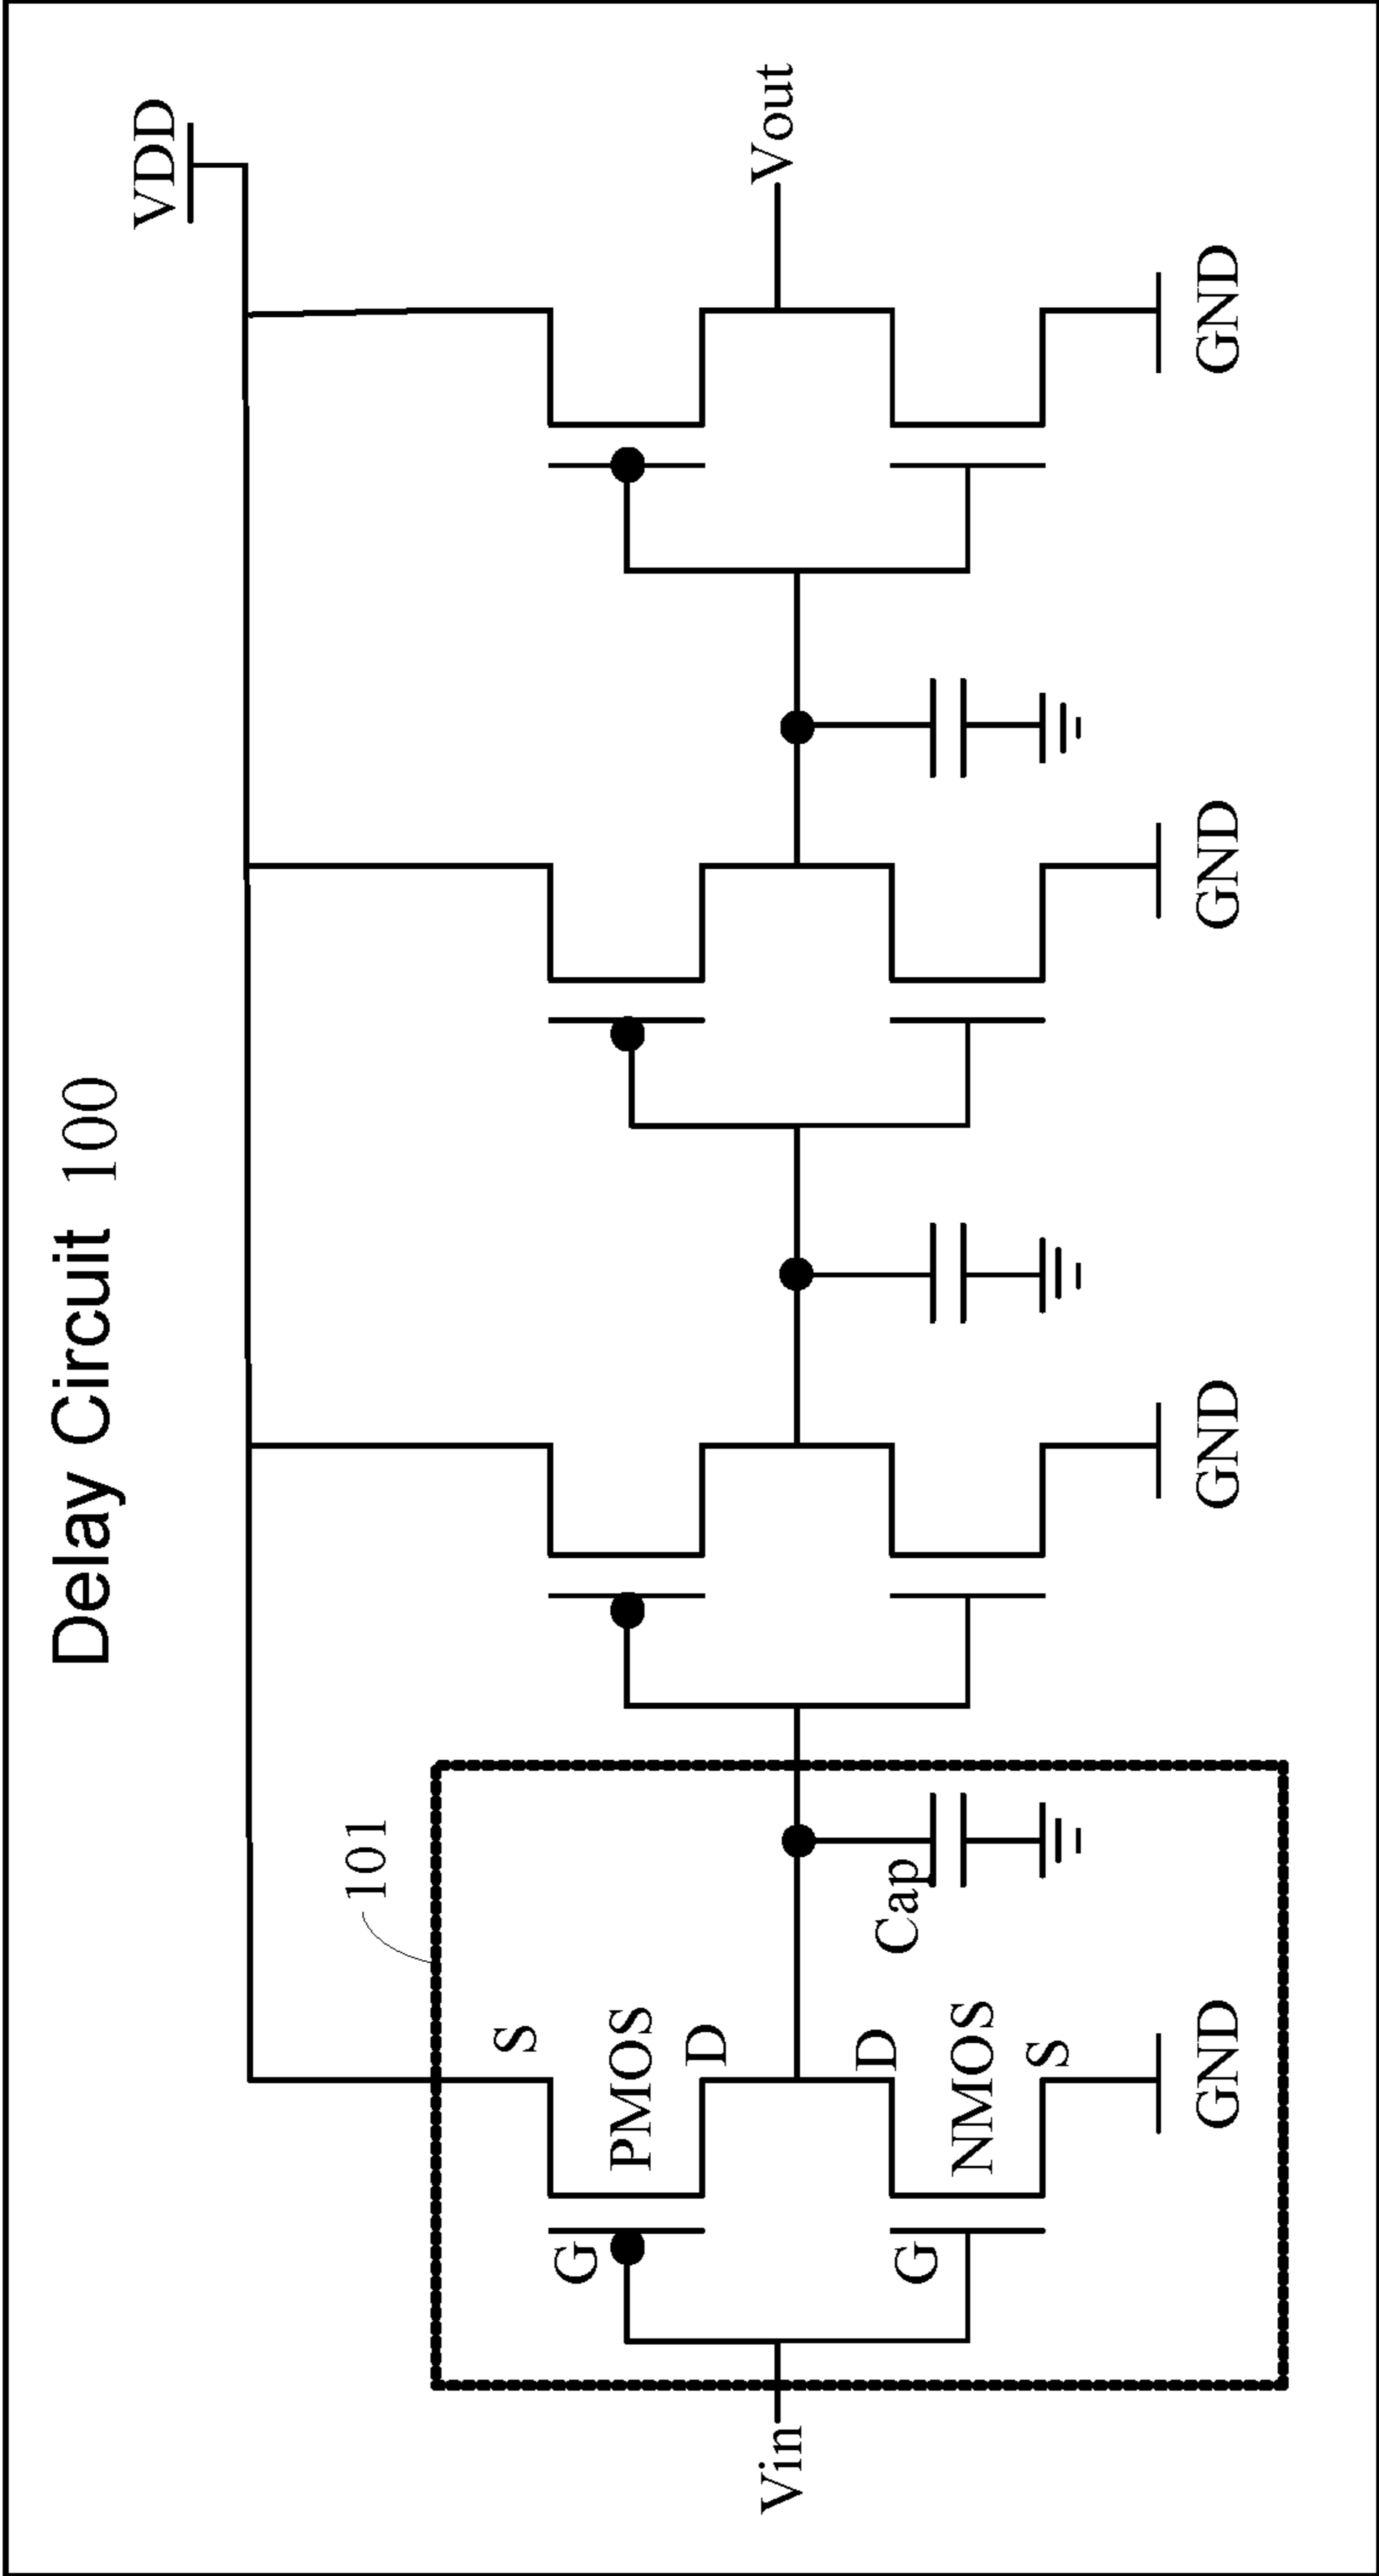 Delay Circuit 100
VDD
101
S
G
PMOS
D
Vin
Vout
D
Cap
G
NMOS
S
GND
GND
GND
GND